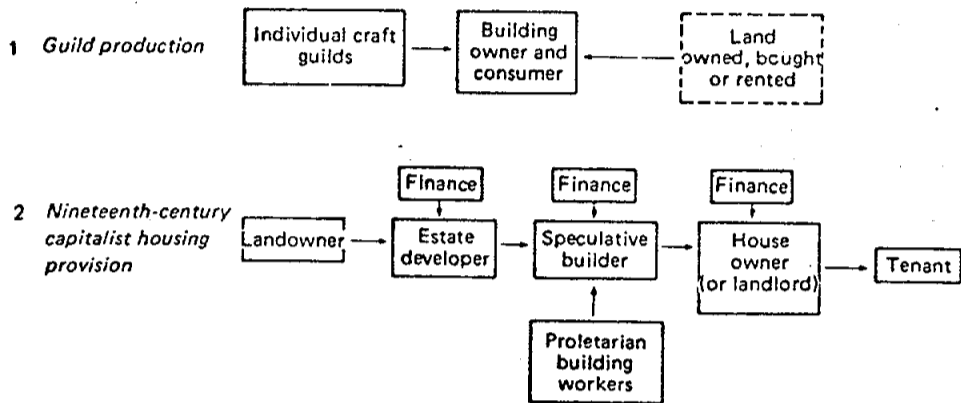 1 Guild production
Individual craft
guilds
Building
owner and
consumer
Land
owned, bought
or rented
2 Nineteenth-century
capitalist housing
provision
Landowner
Finance
Estate
developer
Finance
Speculative
builder
Proletarian
building
workers
Finance
House
owner
(or landlord)
Tenant